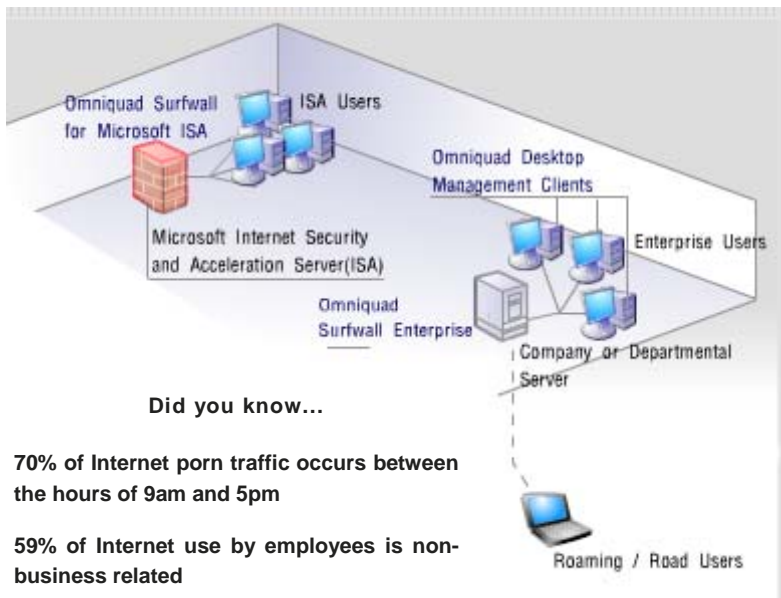 Omniquad Surfwall
for Microsoft ISA
ISA Users
Omniquad Desktop
Management Clients
Microsoft Internet Security
and Acceleration Server(ISA)
Enterprise Users
Omniquad
Surfwall Enterprise
Company or Departmental
Server
Did you know...
70% of Internet porn traffic occurs between
the hours of 9am and 5pm
59% of Internet use by employees is non-
business related
Roaming / Road Users